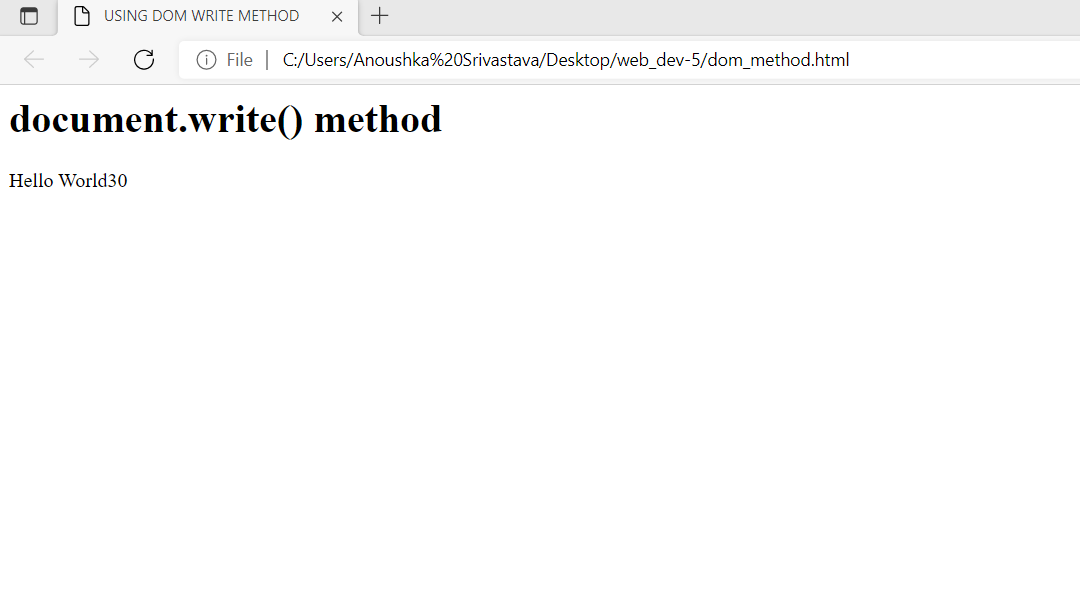 USING DOM WRITE METHOD
File | C:/Users/Anoushka%20Srivastava/Desktop/web_dev-5/dom_method.html
document.write() method
Hello World30